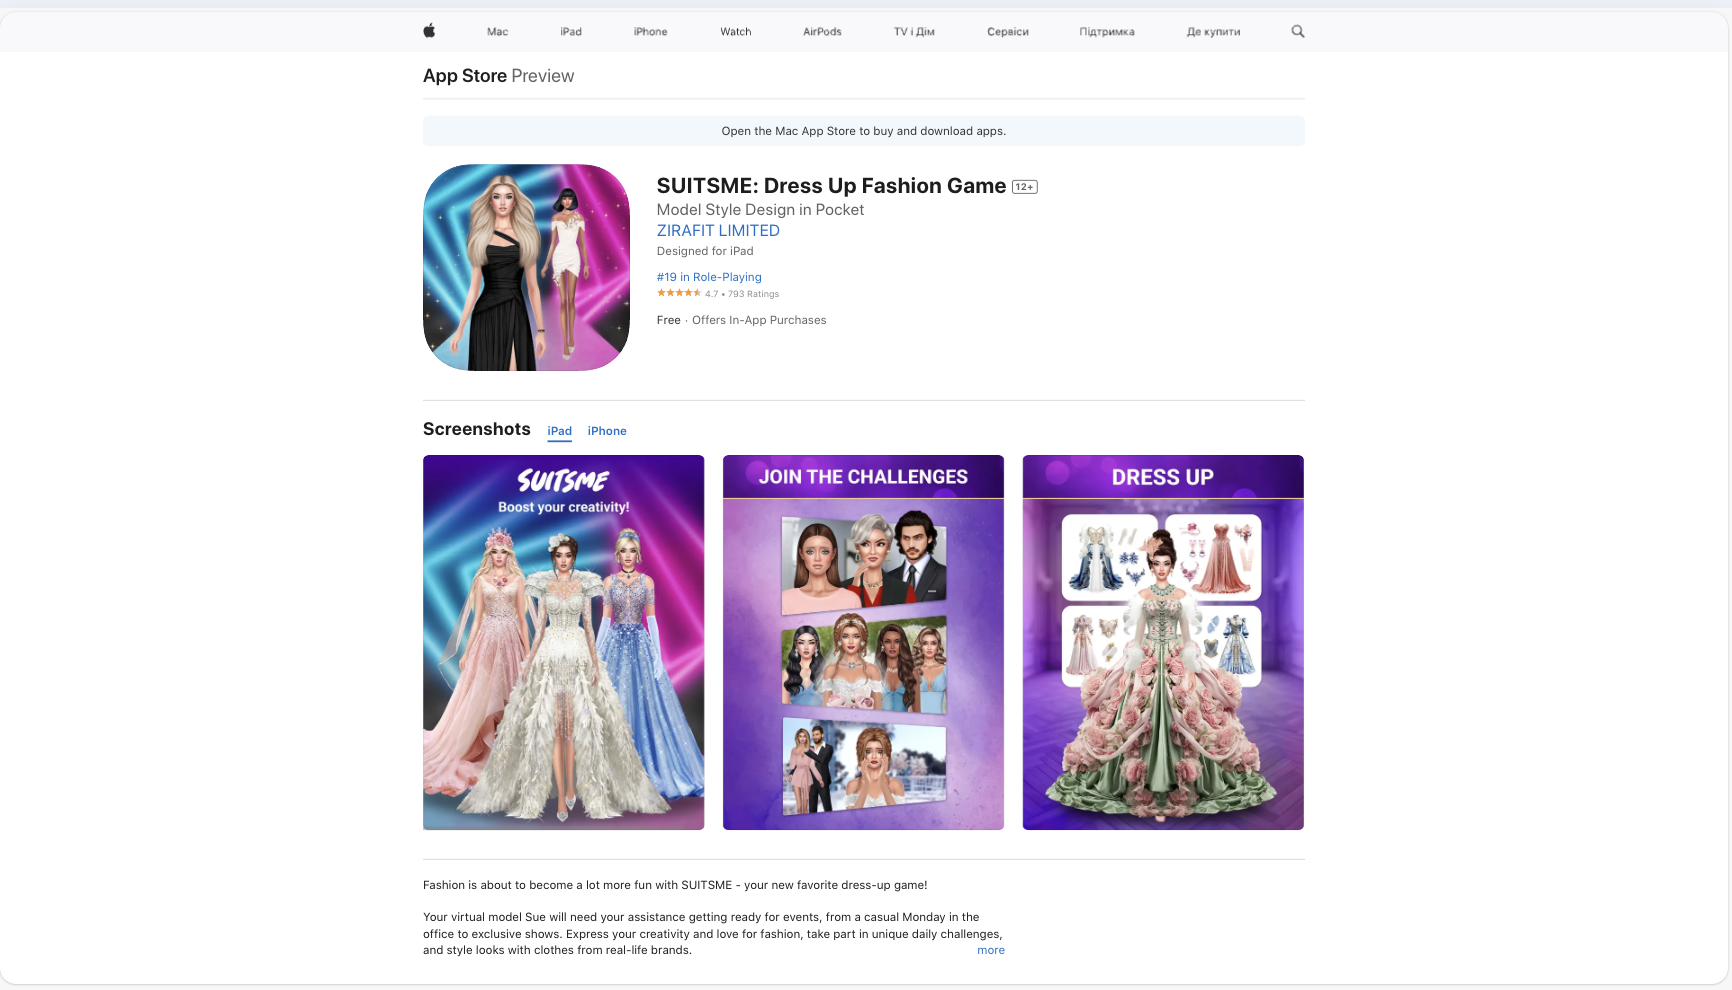 Mac
iPad
iPhone
Watch
AirPods
TV і Дім
Сервіси
Підтримка
Де купити
App Store Preview
Open the Mac App Store to buy and download apps.
SUITSME: Dress Up Fashion Game 12+
Model Style Design in Pocket
ZIRAFIT LIMITED
Designed for iPad
#19 in Role-Playing
4.7 • 793 Ratings
Free · Offers In-App Purchases
Screenshots
iPad
iPhone
SUITSME
Boost your creativity!
JOIN THE CHALLENGES
DRESS UP
Fashion is about to become a lot more fun with SUITSME - your new favorite dress-up game!
Your virtual model Sue will need your assistance getting ready for events, from a casual Monday in the
office to exclusive shows. Express your creativity and love for fashion, take part in unique daily challenges,
and style looks with clothes from real-life brands.
more